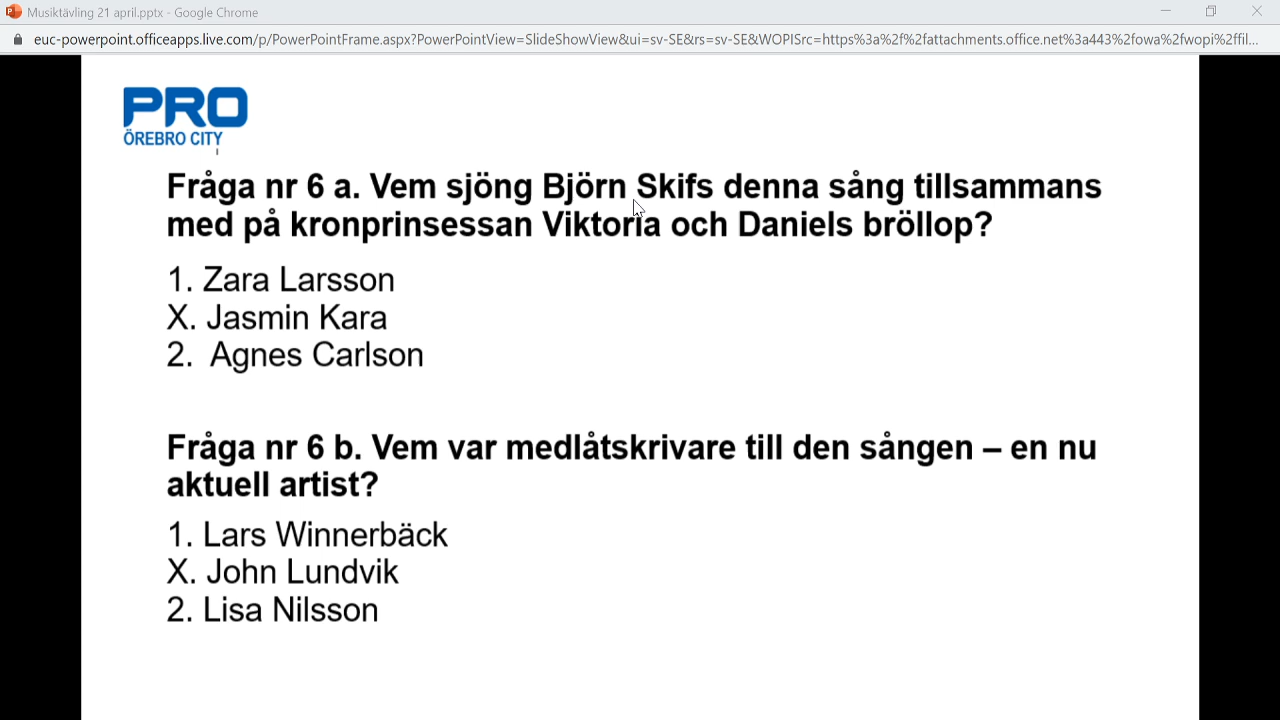 Musiktävling 21 april.pptx - Google Chrome
euc-powerpoint.officeapps.live.com/p/PowerPointFrame.aspx?PowerPointView=SlideShowView&ui=sv-SE&rs=sv-SE&WOPISrc=https%3a%2f%2fattachments.office.net%3a443%2fowa%2fwopi%2ffil...
PRO
ÖREBRO CITY
Fråga nr 6 a. Vem sjöng Björn Skifs denna sång tillsammans
med på kronprinsessan Viktoria och Daniels bröllop?
1. Zara Larsson
X. Jasmin Kara
2. Agnes Carlson
Fråga nr 6 b. Vem var medlåtskrivare till den sången – en nu
aktuell artist?
1. Lars Winnerbäck
X. John Lundvik
2. Lisa Nilsson